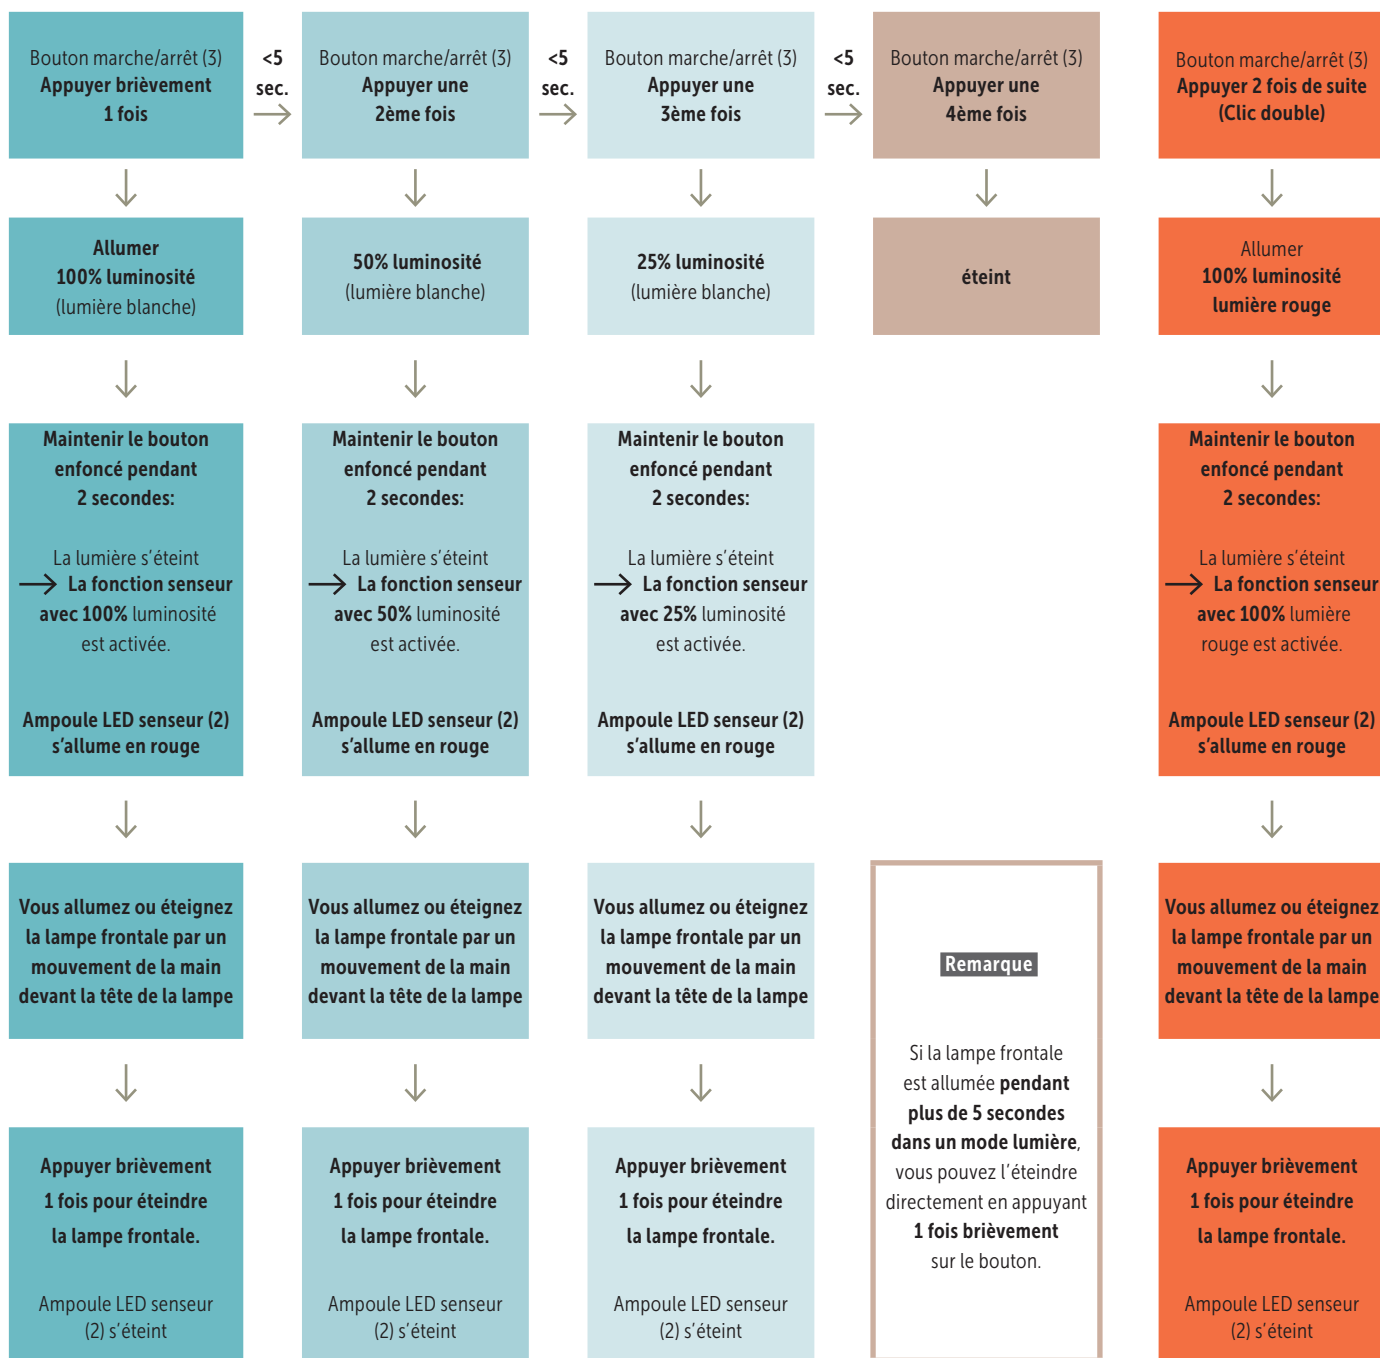 Bouton marche/arrêt (3)
Appuyer brièvement
1 fois
<5
sec.
Bouton marche/arrêt (3)
Appuyer une
2ème fois
<5
sec.
Bouton marche/arrêt (3)
Appuyer une
3ème fois
<5
sec.
Bouton marche/arrêt (3)
Appuyer une
4ème fois
Bouton marche/arrêt (3)
Appuyer 2 fois de suite
(Clic double)
Allumer
100% luminosité
(lumière blanche)
50% luminosité
(lumière blanche)
25% luminosité
(lumière blanche)
éteint
Allumer
100% luminosité
lumière rouge
Maintenir le bouton
enfoncé pendant
2 secondes:
La lumière s'éteint
→ La fonction senseur
avec 100% luminosité
est activée.
Ampoule LED senseur (2)
s'allume en rouge
Maintenir le bouton
enfoncé pendant
2 secondes:
La lumière s'éteint
→ La fonction senseur
avec 50% luminosité
est activée.
Ampoule LED senseur (2)
s'allume en rouge
Maintenir le bouton
enfoncé pendant
2 secondes:
La lumière s'éteint
→ La fonction senseur
avec 25% luminosité
est activée.
Ampoule LED senseur (2)
s'allume en rouge
Maintenir le bouton
enfoncé pendant
2 secondes:
La lumière s'éteint
→ La fonction senseur
avec 100% lumière
rouge est activée.
Ampoule LED senseur (2)
s'allume en rouge
Vous allumez ou éteignez
la lampe frontale par un
mouvement de la main
devant la tête de la lampe
Vous allumez ou éteignez
la lampe frontale par un
mouvement de la main
devant la tête de la lampe
Vous allumez ou éteignez
la lampe frontale par un
mouvement de la main
devant la tête de la lampe
Remarque
Si la lampe frontale
est allumée pendant
plus de 5 secondes
dans un mode lumière,
vous pouvez l'éteindre
directement en appuyant
1 fois brièvement
sur le bouton.
Vous allumez ou éteignez
la lampe frontale par un
mouvement de la main
devant la tête de la lampe
Appuyer brièvement
1 fois pour éteindre
la lampe frontale.
Ampoule LED senseur
(2) s'éteint
Appuyer brièvement
1 fois pour éteindre
la lampe frontale.
Ampoule LED senseur
(2) s'éteint
Appuyer brièvement
1 fois pour éteindre
la lampe frontale.
Ampoule LED senseur
(2) s'éteint
Appuyer brièvement
1 fois pour éteindre
la lampe frontale.
Ampoule LED senseur
(2) s'éteint